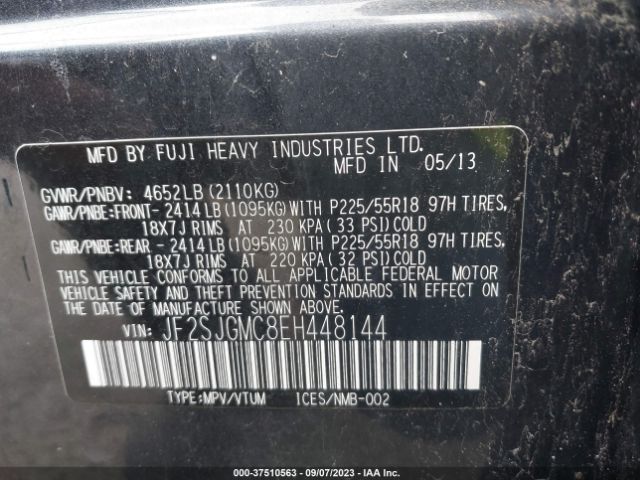 MFD BY FUJI HEAVY INDUSTRIES LTD.
MFD IN 05/13
GVWR/PNBV: 4652LB (2110KG)
GAWR/PNBE:FRONT- 2414LB (1095KG) WITH P225/55R18 97H TIRES,
18X7J RIMS AT 230 KPA (33 PSI) COLD
GAWR/PNBE:REAR - 2414LB (1095KG) WITH P225/55R18 97H TIRES,
18X7J RIMS AT 220 KPA (32 PSI) COLD
THIS VEHICLE CONFORMS TO ALL APPLICABLE FEDERAL MOTOR
VEHICLE SAFETY AND THEFT PREVENTION STANDARDS IN EFFECT ON
THE DATE OF MANUFACTURE SHOWN ABOVE.
VIN: JF2SJGMC8EH448144
TYPE:MPV/VTUM ICES/NMB-002
000-37510563 - 09/07/2023 - IAA Inc.